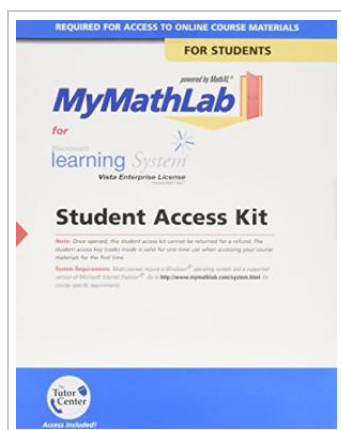 REQUIRED FOR ACCESS TO ONLINE COURSE MATERIALS
FOR STUDENTS
powered by MathXL®
MyMathLab
for
Blackboard
learning System
Vista Enterprise License
Student Access Kit
Note: Once opened, this student access kit cannot be returned for a refund. The
student access key (code) inside is valid for one-time use when accessing your course
materials for the first time.
System Requirements: Most courses require a Windows® operating system and a supported
version of Microsoft Internet Explorer®. Go to http://www.mymathlab.com/system.html for
course-specific requirements.
The
Tutor
Center
Access Included!